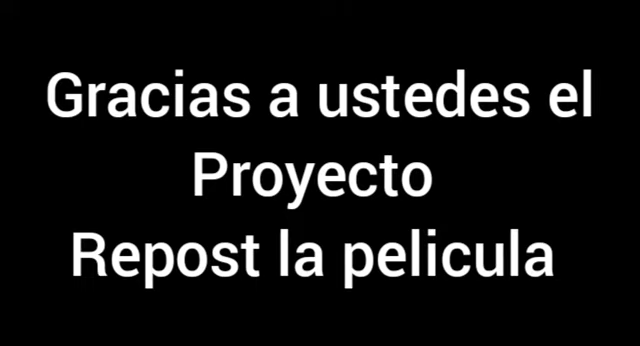 Gracias a ustedes el
Proyecto
Repost la pelicula